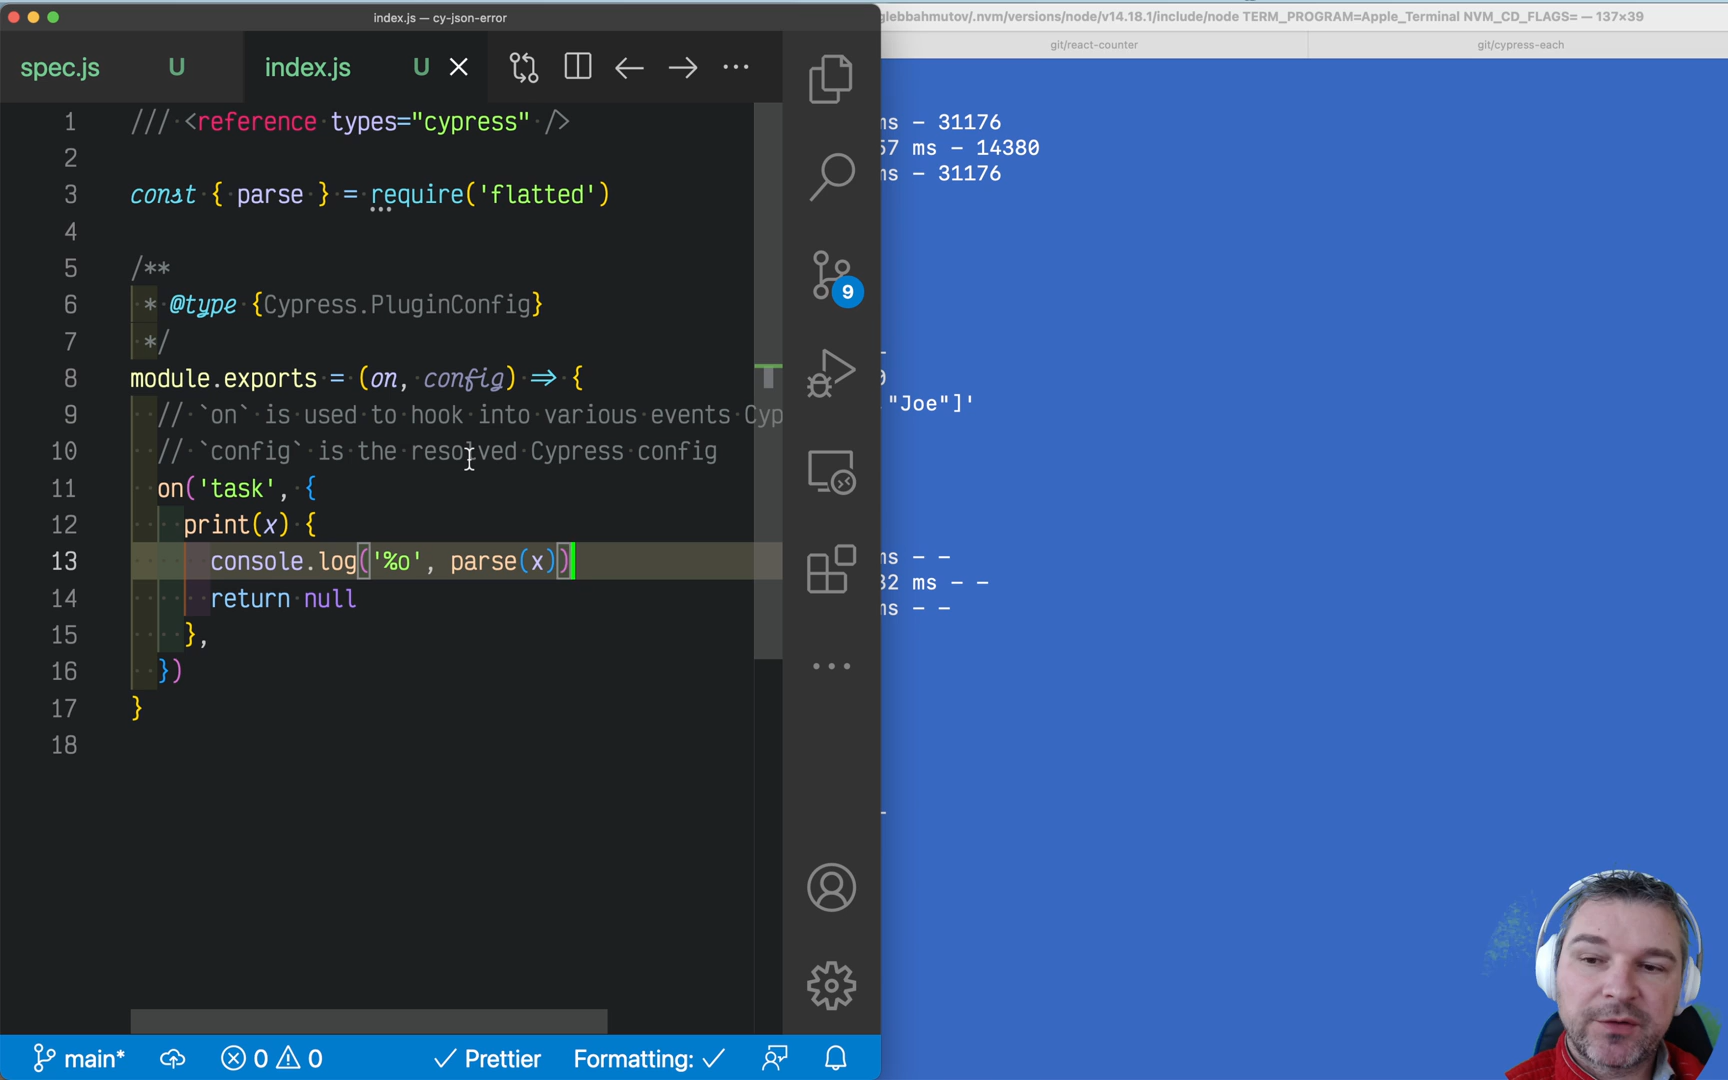 index.js — cy-json-error
glebbahmutov/.nvm/versions/node/v14.18.1/include/node TERM_PROGRAM=Apple_Terminal NVM_CD_FLAGS= — 137×39
git/react-counter
git/cypress-each
spec.js U
index.js U
1 /// <reference types="cypress" />
2
3 const { parse } = require('flatted')
4
5 /**
6 * @type {Cypress.PluginConfig}
7 */
8 module.exports = (on, config) => {
9 // `on` is used to hook into various events Cyp
10 // `config` is the resolved Cypress config
11 on('task', {
12 print(x) {
13 console.log('%o', parse(x))
14 return null
15 },
16 })
17 }
18
ms - 31176
57 ms - 14380
ms - 31176
"Joe"]'
ms - -
32 ms - -
ms - -
9
main* 0 0 Prettier Formatting: ✓